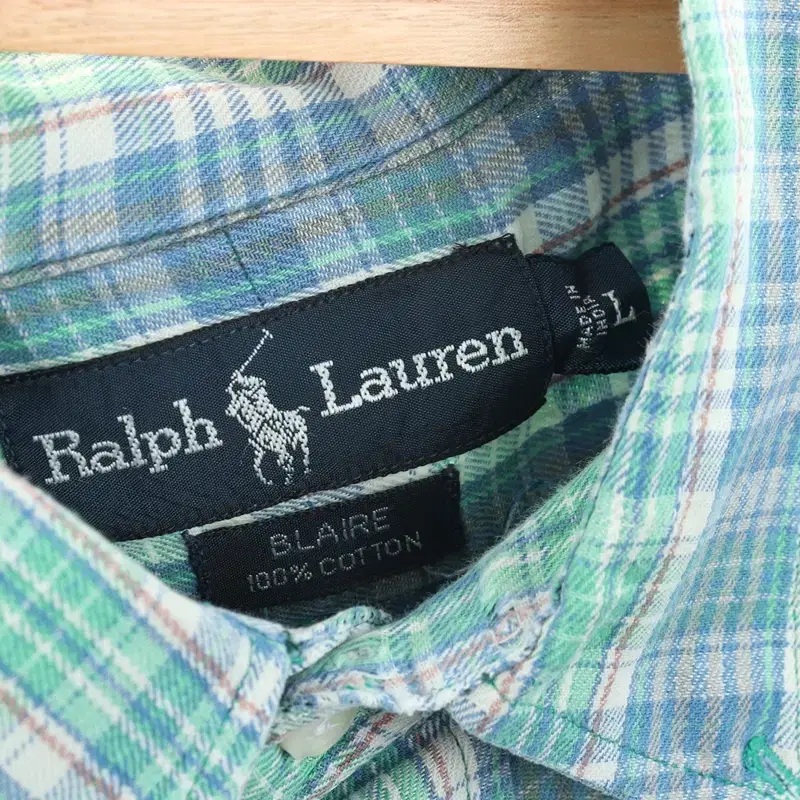 Ralph Lauren
MADE IN
INDIA
L
BLAIRE
100% COTTON